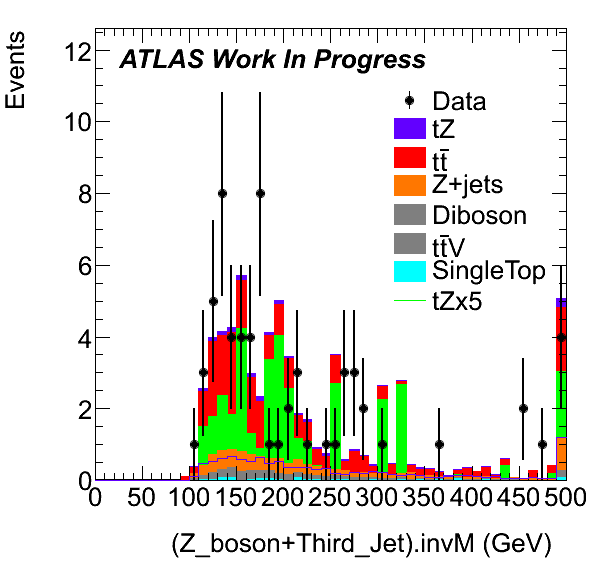 Events
12
10
8
6
4
2
0
ATLAS Work In Progress
Data
tZ
tt̄
Z+jets
Diboson
tt̄V
SingleTop
tZx5
0 50 100 150 200 250 300 350 400 450 500
(Z_boson+Third_Jet).invM (GeV)